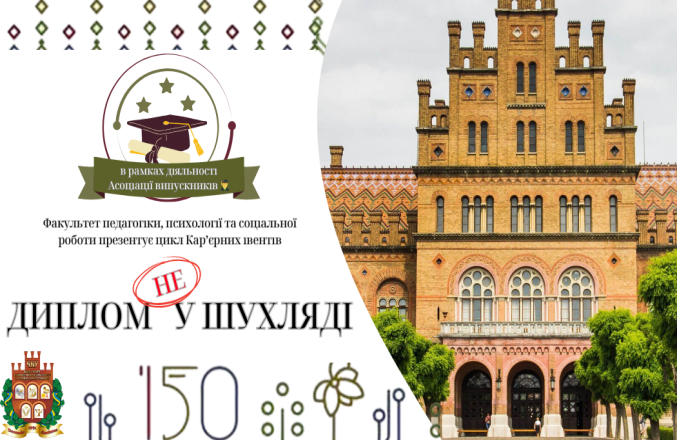 в рамках діяльності
Асоціації випускників
Факультет педагогіки, психології та соціальної
роботи презентує цикл Кар’єрних івентів
НЕ
ДИПЛОМ У ШУХЛЯДІ
150